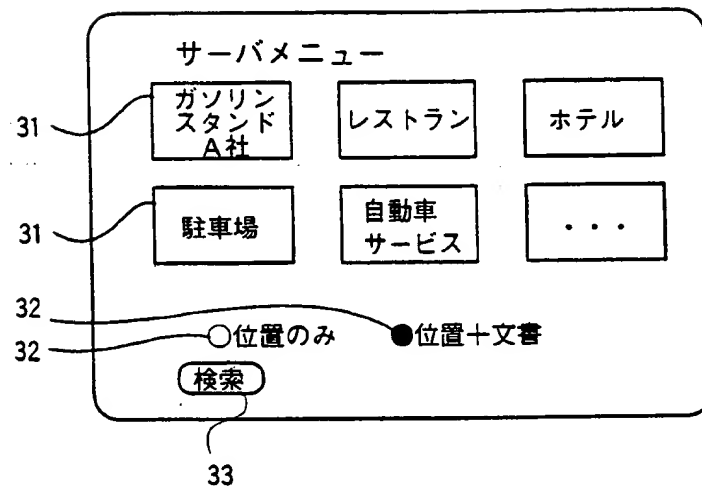 サーバメニュー
31
ガソリン
スタンド
A社
レストラン
ホテル
31
駐車場
自動車
サービス
・・・
32
32
位置のみ
位置＋文書
検索
33